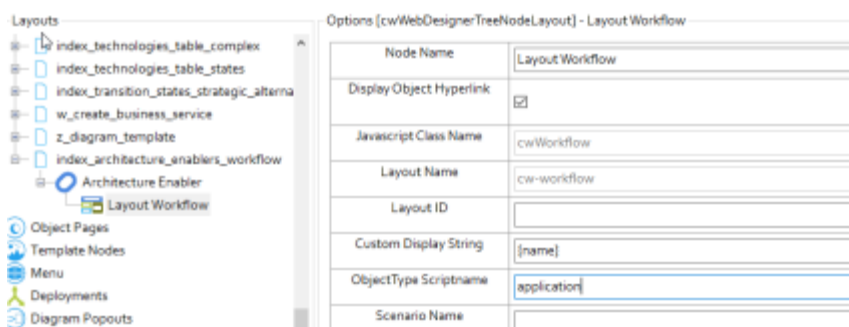 Layouts
index_technologies_table_complex
index_technologies_table_states
index_transition_states_strategic_alterna
w_create_business_service
z_diagram_template
index_architecture_enablers_workflow
Architecture Enabler
Layout Workflow
Object Pages
Template Nodes
Menu
Deployments
Diagram Popouts
Options [cwWebDesignerTreeNodeLayout] - Layout Workflow
Node Name Layout Workflow
Display Object Hyperlink
Javascript Class Name cwWorkflow
Layout Name cw-workflow
Layout ID
Custom Display String {name}
ObjectType Scriptname application
Scenario Name